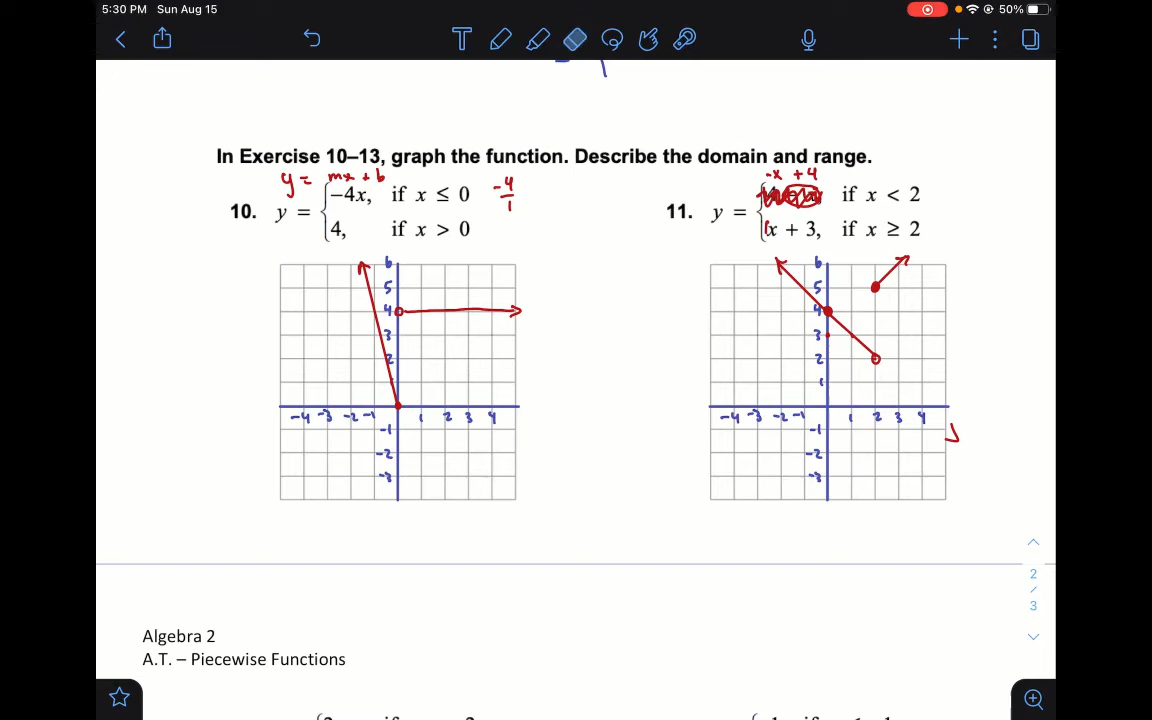 5:30 PM Sun Aug 15
50%
In Exercise 10–13, graph the function. Describe the domain and range.
y = mx + b
10. y = { −4x, if x ≤ 0
4, if x > 0
-4/1
-x + 4
11. y = { if x < 2
1x + 3, if x ≥ 2
6
5
4
3
2
1
-4 -3 -2 -1 1 2 3 4
-1
-2
-3
6
5
4
3
2
1
-4 -3 -2 -1 1 2 3 4
-1
-2
-3
2
/
3
Algebra 2
A.T. – Piecewise Functions